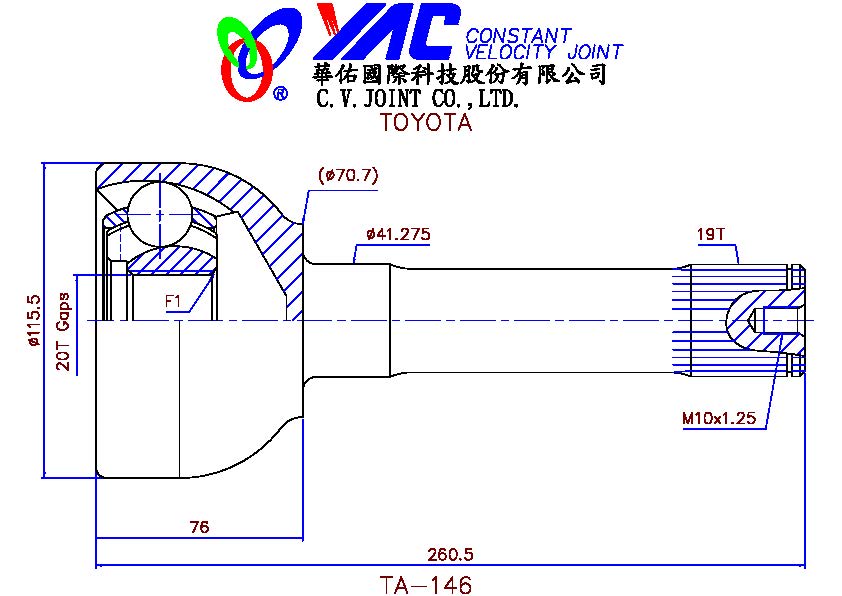 YAC CONSTANT
VELOCITY JOINT
華佑國際科技股份有限公司
®
C.V.JOINT CO.,LTD.
TOYOTA
(ø70.7)
ø41.275
19T
F1
ø115.5
20T Gaps
M10x1.25
76
260.5
TA-146